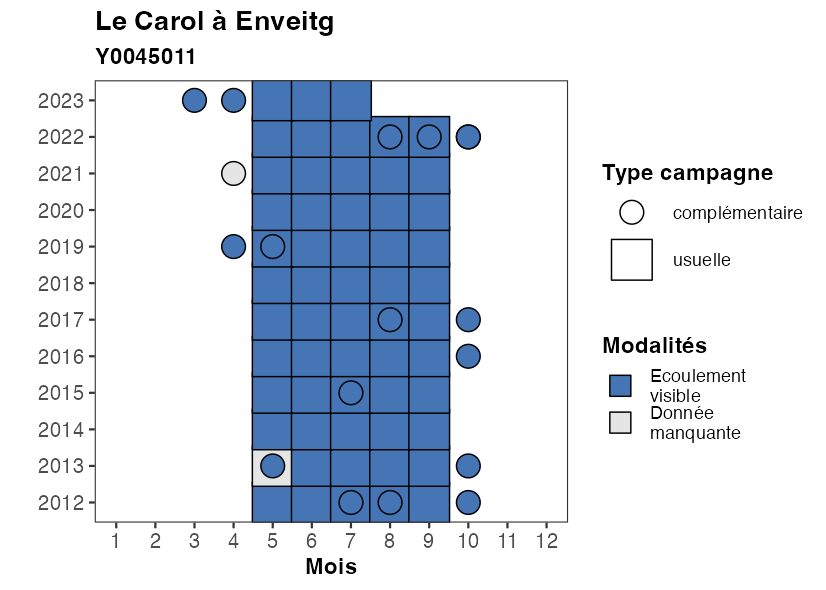 Le Carol à Enveitg
Y0045011
2023
2022
2021
2020
2019
2018
2017
2016
2015
2014
2013
2012
1 2 3 4 5 6 7 8 9 10 11 12
Mois
Type campagne
complémentaire
usuelle
Modalités
Ecoulement
visible
Donnée
manquante